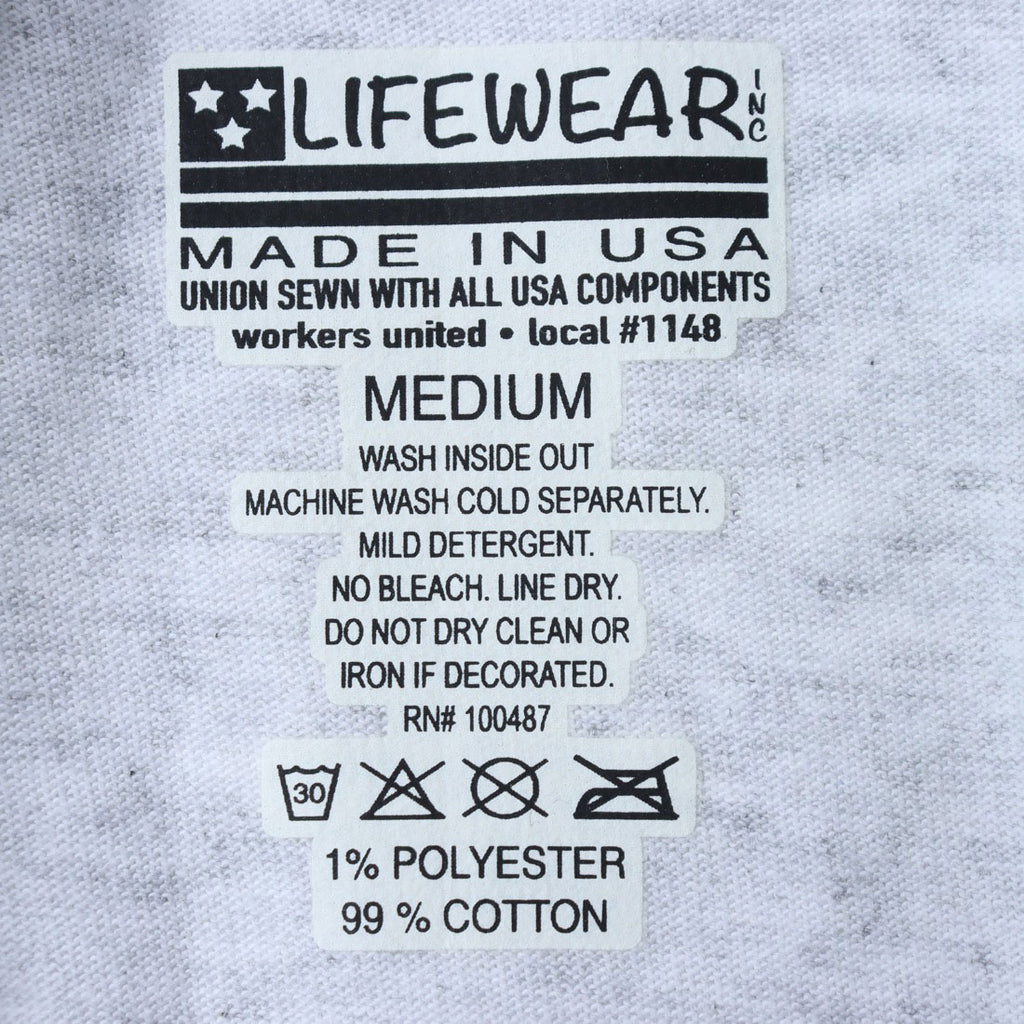 LIFEWEAR INC
MADE IN USA
UNION SEWN WITH ALL USA COMPONENTS
workers united • local #1148
MEDIUM
WASH INSIDE OUT
MACHINE WASH COLD SEPARATELY.
MILD DETERGENT.
NO BLEACH. LINE DRY.
DO NOT DRY CLEAN OR
IRON IF DECORATED.
RN# 100487
30
1% POLYESTER
99 % COTTON